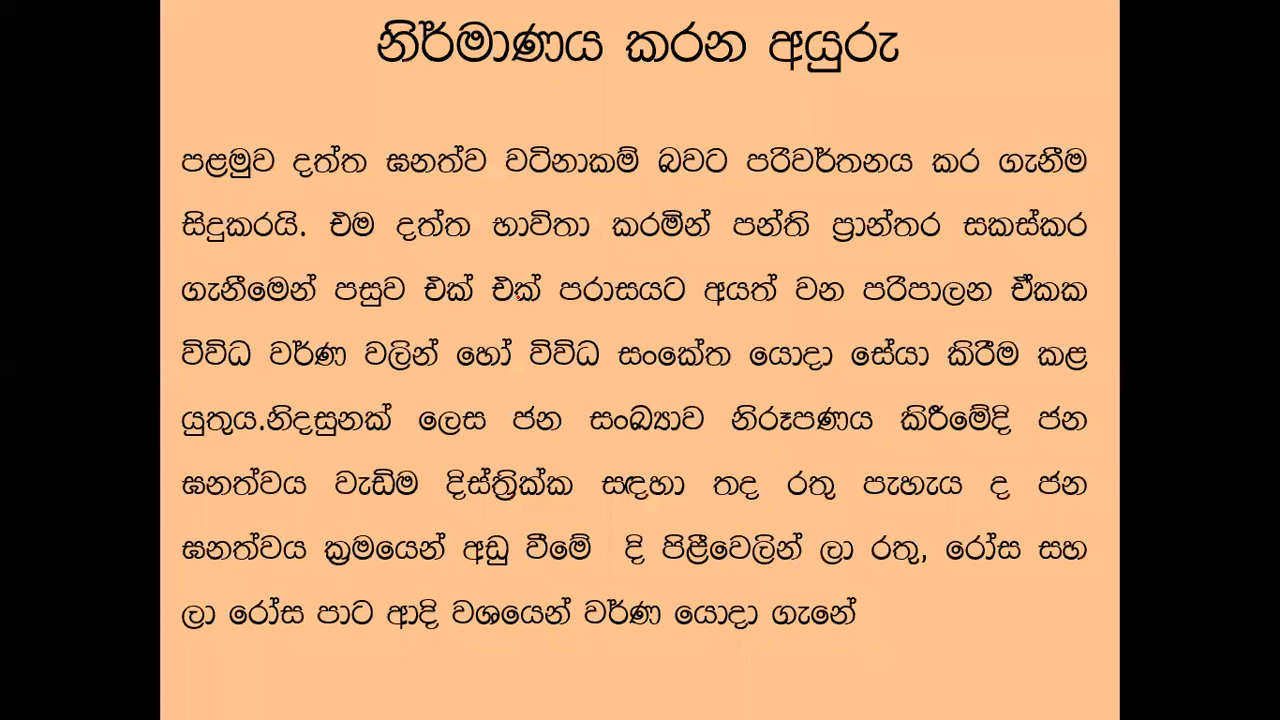 නිර්මාණය කරන අයුරු
පළමුව දත්ත ඝනත්ව වටිනාකම් බවට පරිවර්තනය කර ගැනීම
සිදුකරයි. එම දත්ත භාවිතා කරමින් පන්ති ප්‍රාන්තර සකස්කර
ගැනීමෙන් පසුව එක් එක් පරාසයට අයත් වන පරිපාලන ඒකක
විවිධ වර්ණ වලින් හෝ විවිධ සංකේත යොදා සේයා කිරීම කළ
යුතුය.නිදසුනක් ලෙස ජන සංඛ්‍යාව නිරූපණය කිරීමේදි ජන
ඝනත්වය වැඩිම දිස්ත්‍රික්ක සඳහා තද රතු පැහැය ද ජන
ඝනත්වය ක්‍රමයෙන් අඩු වීමේ දි පිළීවෙලින් ලා රතු, රෝස සහ
ලා රෝස පාට ආදි වශයෙන් වර්ණ යොදා ගැනේ